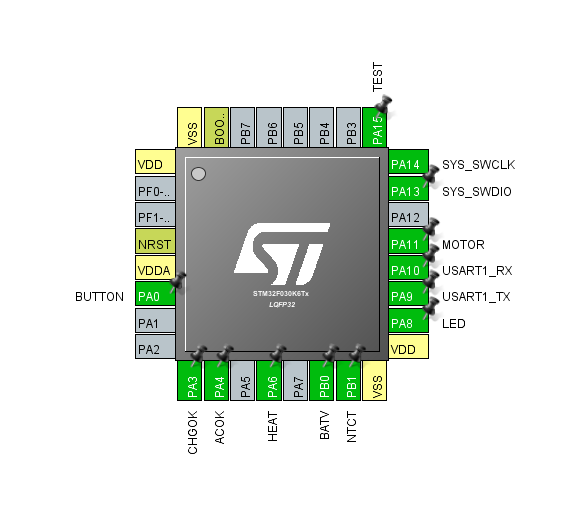 TEST
VSS
BOO..
PB7
PB6
PB5
PB4
PB3
PA15
VDD
PF0-..
PF1-..
NRST
VDDA
BUTTON PA0
PA1
PA2
PA14 SYS_SWCLK
PA13 SYS_SWDIO
PA12
PA11 MOTOR
PA10 USART1_RX
PA9 USART1_TX
PA8 LED
VDD
ST
STM32F030K6Tx
LQFP32
PA3
PA4
PA5
PA6
PA7
PB0
PB1
VSS
CHGOK
ACOK
HEAT
BATV
NTCT